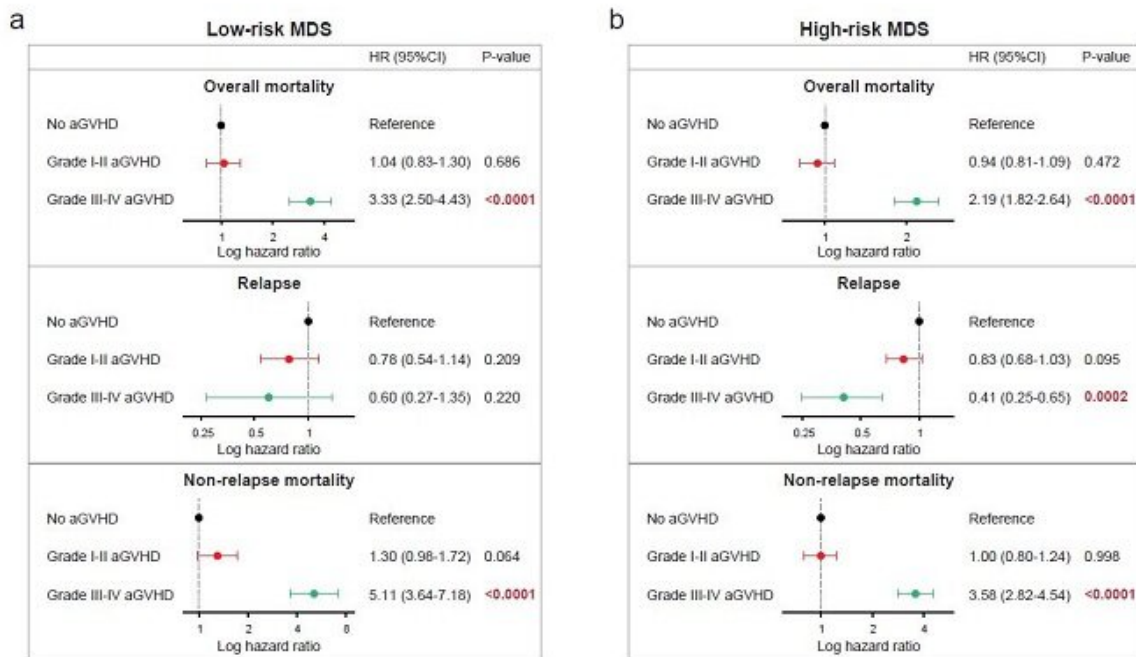 a
Low-risk MDS
HR (95%CI) P-value
Overall mortality
No aGVHD Reference
Grade I-II aGVHD 1.04 (0.83-1.30) 0.686
Grade III-IV aGVHD 3.33 (2.50-4.43) <0.0001
1 2 4
Log hazard ratio
Relapse
No aGVHD Reference
Grade I-II aGVHD 0.78 (0.54-1.14) 0.209
Grade III-IV aGVHD 0.60 (0.27-1.35) 0.220
0.25 0.5 1
Log hazard ratio
Non-relapse mortality
No aGVHD Reference
Grade I-II aGVHD 1.30 (0.98-1.72) 0.064
Grade III-IV aGVHD 5.11 (3.64-7.18) <0.0001
1 2 4 8
Log hazard ratio
b
High-risk MDS
HR (95%CI) P-value
Overall mortality
No aGVHD Reference
Grade I-II aGVHD 0.94 (0.81-1.09) 0.472
Grade III-IV aGVHD 2.19 (1.82-2.64) <0.0001
1 2
Log hazard ratio
Relapse
No aGVHD Reference
Grade I-II aGVHD 0.83 (0.68-1.03) 0.095
Grade III-IV aGVHD 0.41 (0.25-0.65) 0.0002
0.25 0.5 1
Log hazard ratio
Non-relapse mortality
No aGVHD Reference
Grade I-II aGVHD 1.00 (0.80-1.24) 0.998
Grade III-IV aGVHD 3.58 (2.82-4.54) <0.0001
1 2 4
Log hazard ratio